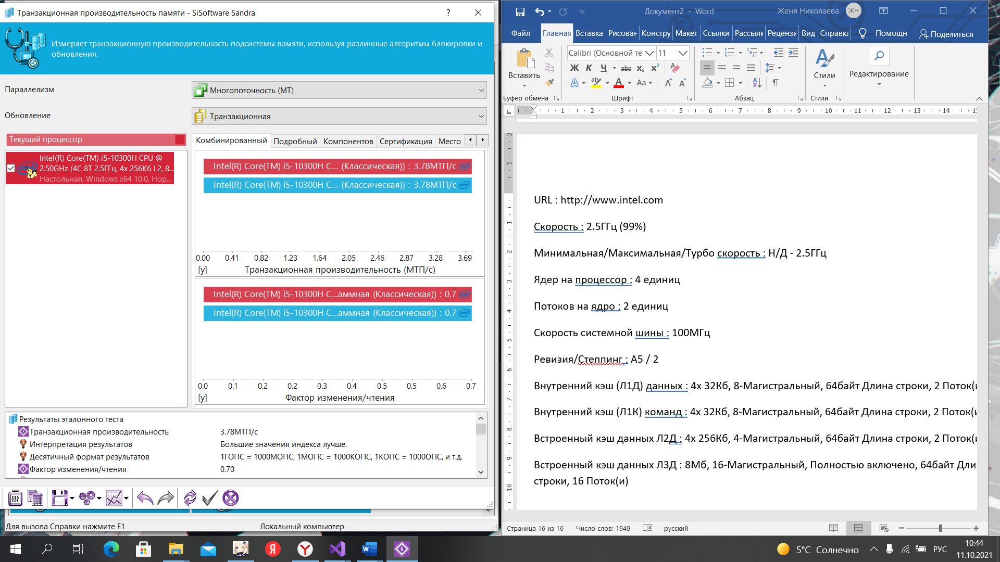 Транзакционная производительность памяти - SiSoftware Sandra
Измеряет транзакционную производительность подсистемы памяти, используя различные алгоритмы блокировки и
обновления.
Параллелизм
Многопоточность (МТ)
Обновление
Транзакционная
Текущий процессор
Intel(R) Core(TM) i5-10300H CPU @
2.50GHz (4C 8T 2.5ГГц, 4x 256Кб L2, 8...
Настольная, Windows x64 10.0, Нор...
Комбинированный
Подробный
Компонентов
Сертификация
Место
Intel(R) Core(TM) i5-10300H C... (Классическая)) : 3.78МТП/с
Intel(R) Core(TM) i5-10300H C... (Классическая)) : 3.78МТП/с
0.00 0.41 0.82 1.23 1.64 2.05 2.46 2.87 3.28 3.69
[y] Транзакционная производительность (МТП/с)
Intel(R) Core(TM) i5-10300H C...аммная (Классическая)) : 0.7
Intel(R) Core(TM) i5-10300H C...аммная (Классическая)) : 0.7
0.0 0.1 0.2 0.2 0.3 0.4 0.5 0.5 0.6 0.7
[y] Фактор изменения/чтения
Результаты эталонного теста
Транзакционная производительность 3.78МТП/с
Интерпретация результатов Большие значения индекса лучше.
Десятичный формат результатов 1ГОПС = 1000МОПС, 1МОПС = 1000КОПС, 1КОПС = 1000ОПС, и т.д.
Фактор изменения/чтения 0.70
Для вызова Справки нажмите F1
Локальный компьютер
Документ2 - Word
Женя Николаева
ЖН
Файл Главная Вставка Рисован Констру Макет Ссылки Рассылк Рецензи Вид Справка Помощн Поделиться
Вставить
Буфер обмена
Calibri (Основной те 11
Ж К Ч abc x₂ x²
Aa
Шрифт
Абзац
Стили
Стили
Редактирование
1 2 3 4 5 6 7 8 9 10 11 12 13 14 15
URL : http://www.intel.com
Скорость : 2.5ГГц (99%)
Минимальная/Максимальная/Турбо скорость : Н/Д - 2.5ГГц
Ядер на процессор : 4 единиц
Потоков на ядро : 2 единиц
Скорость системной шины : 100МГц
Ревизия/Степпинг : A5 / 2
Внутренний кэш (Л1Д) данных : 4x 32Кб, 8-Магистральный, 64байт Длина строки, 2 Поток(и
Внутренний кэш (Л1К) команд : 4x 32Кб, 8-Магистральный, 64байт Длина строки, 2 Поток(и
Встроенный кэш данных Л2Д : 4x 256Кб, 4-Магистральный, 64байт Длина строки, 2 Поток(и
Встроенный кэш данных Л3Д : 8Мб, 16-Магистральный, Полностью включено, 64байт Дли
строки, 16 Поток(и)
Страница 16 из 16
Число слов: 1949
русский
5°C Солнечно
РУС
10:44
11.10.2021